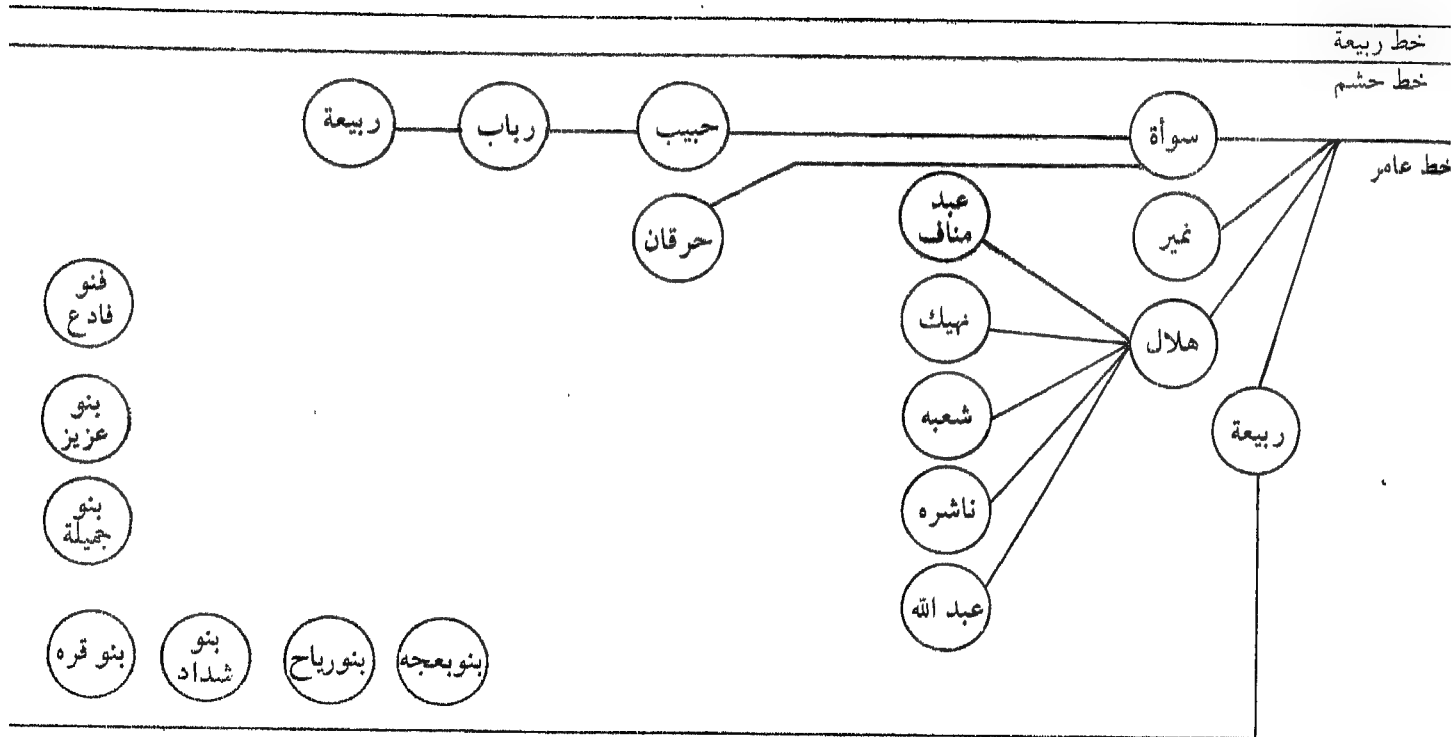 خط ربيعة
خط حشم
خط عامر
سوأة
حبيب
رباب
ربيعة
حرقان
نمير
هلال
ربيعة
عبد
مناف
نهيك
شعبه
ناشره
عبد الله
فنو
فادع
بنو
عزيز
بنو
جميلة
بنوبعجه
بنورياح
بنو
شداد
بنو قره